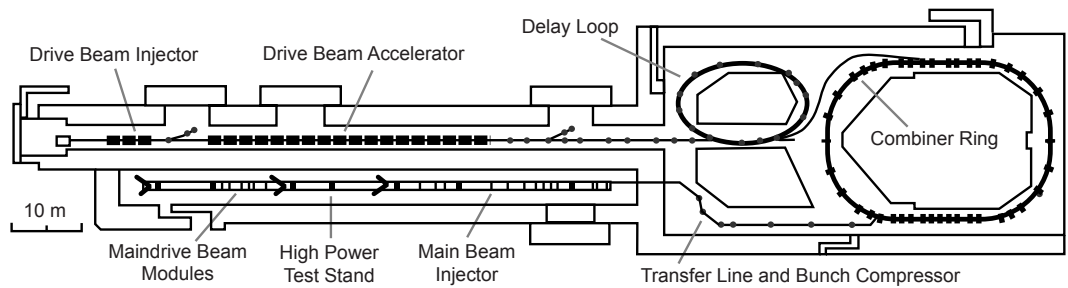 Delay Loop
Drive Beam Injector
Drive Beam Accelerator
Combiner Ring
10 m
Maindrive Beam
Modules
High Power
Test Stand
Main Beam
Injector
Transfer Line and Bunch Compressor